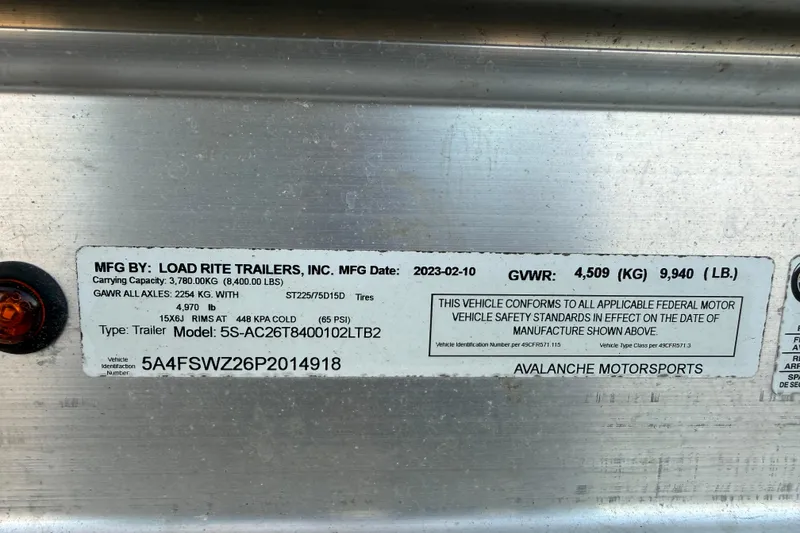 MFG BY: LOAD RITE TRAILERS, INC. MFG Date: 2023-02-10 GVWR: 4,509 (KG) 9,940 (LB.)
Carrying Capacity: 3,780.00KG (8,400.00 LBS)
GAWR ALL AXLES: 2254 KG. WITH ST225/75D15D Tires
4,970 lb
15X6J RIMS AT 448 KPA COLD (65 PSI)
Type: Trailer Model: 5S-AC26T8400102LTB2
THIS VEHICLE CONFORMS TO ALL APPLICABLE FEDERAL MOTOR
VEHICLE SAFETY STANDARDS IN EFFECT ON THE DATE OF
MANUFACTURE SHOWN ABOVE.
Vehicle Identification Number per 49CFR571.115 Vehicle Type Class per 49CFR571.3
Vehicle
Identifaction
Number:
5A4FSWZ26P2014918
AVALANCHE MOTORSPORTS